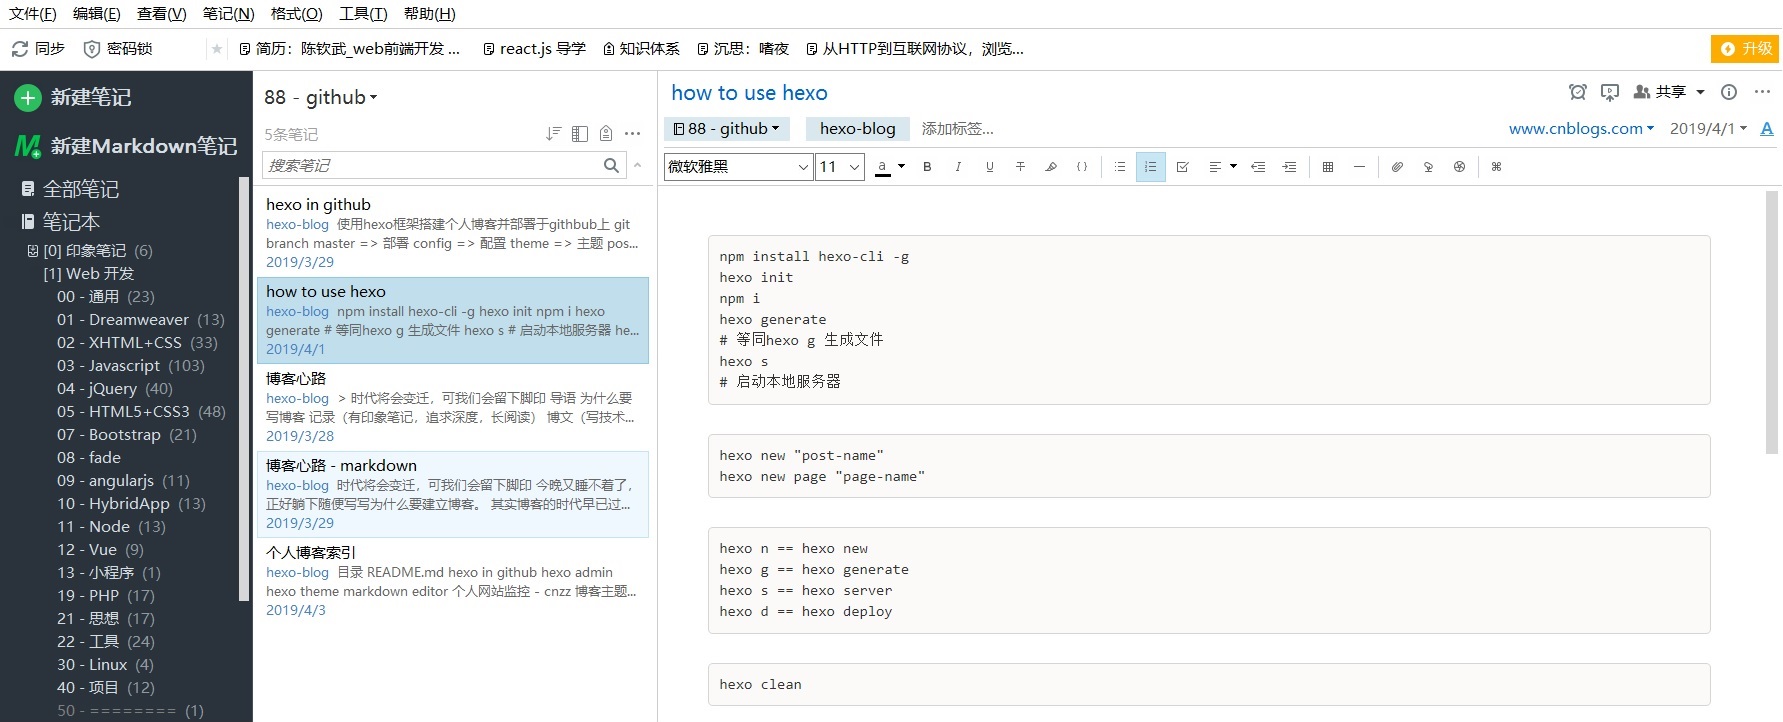 文件(F) 编辑(E) 查看(V) 笔记(N) 格式(O) 工具(T) 帮助(H)
同步 密码锁 简历：陈钦武_web前端开发 ... react.js 导学 知识体系 沉思：嗜夜 从HTTP到互联网协议，浏览...
升级
新建笔记
新建Markdown笔记
全部笔记
笔记本
[0] 印象笔记 (6)
[1] Web 开发
00 - 通用 (23)
01 - Dreamweaver (13)
02 - XHTML+CSS (33)
03 - Javascript (103)
04 - jQuery (40)
05 - HTML5+CSS3 (48)
07 - Bootstrap (21)
08 - fade
09 - angularjs (11)
10 - HybridApp (13)
11 - Node (13)
12 - Vue (9)
13 - 小程序 (1)
19 - PHP (17)
21 - 思想 (17)
22 - 工具 (24)
30 - Linux (4)
40 - 项目 (12)
50 - ======== (1)
88 - github
5条笔记
搜索笔记
hexo in github
hexo-blog 使用hexo框架搭建个人博客并部署于githbub上 git
branch master => 部署 config => 配置 theme => 主题 pos...
2019/3/29
how to use hexo
hexo-blog npm install hexo-cli -g hexo init npm i hexo
generate # 等同hexo g 生成文件 hexo s # 启动本地服务器 he...
2019/4/1
博客心路
hexo-blog > 时代将会变迁，可我们会留下脚印 导语 为什么要
写博客 记录（有印象笔记，追求深度，长阅读） 博文（写技术...
2019/3/28
博客心路 - markdown
hexo-blog 时代将会变迁，可我们会留下脚印 今晚又睡不着了，
正好躺下随便写写为什么要建立博客。 其实博客的时代早已过...
2019/3/29
个人博客索引
hexo-blog 目录 README.md hexo in github hexo admin
hexo theme markdown editor 个人网站监控 - cnzz 博客主题...
2019/4/3
how to use hexo
共享
88 - github hexo-blog 添加标签...
www.cnblogs.com 2019/4/1 A
微软雅黑 11 a B I U T {}
npm install hexo-cli -g
hexo init
npm i
hexo generate
# 等同hexo g 生成文件
hexo s
# 启动本地服务器
hexo new "post-name"
hexo new page "page-name"
hexo n == hexo new
hexo g == hexo generate
hexo s == hexo server
hexo d == hexo deploy
hexo clean